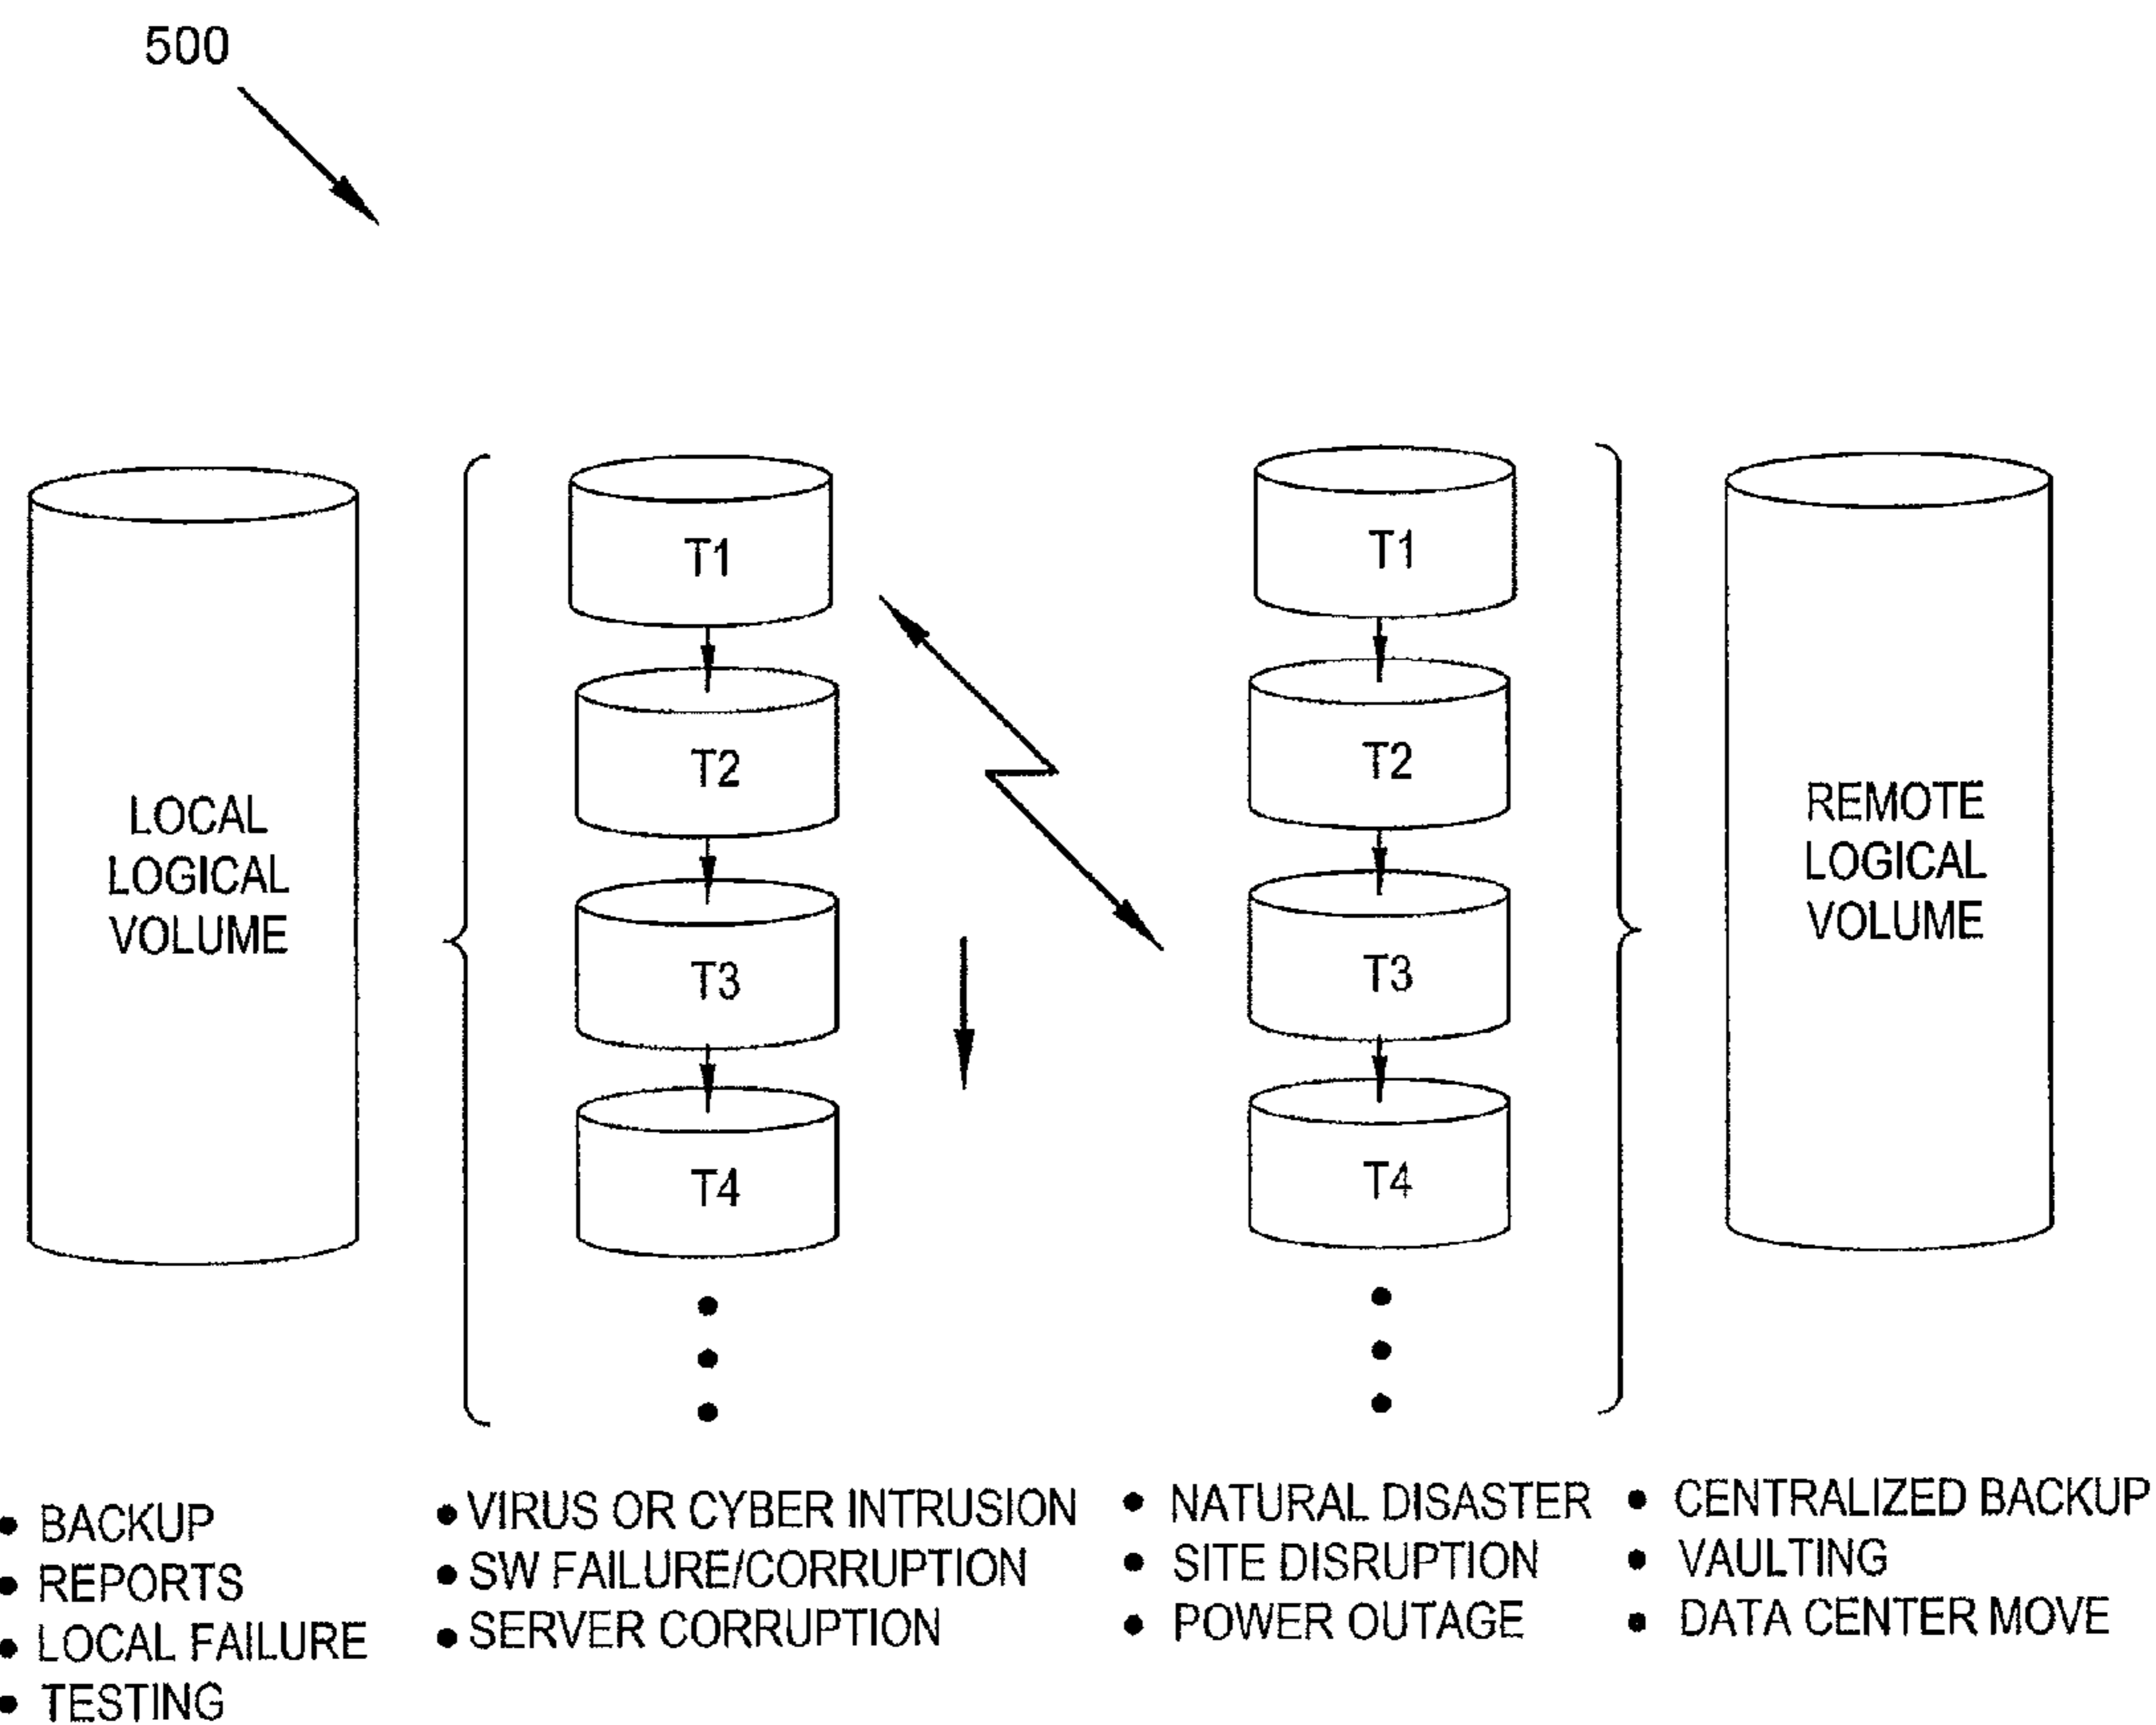 500
LOCAL
LOGICAL
VOLUME
T1
T2
T3
T4
T1
T2
T3
T4
REMOTE
LOGICAL
VOLUME
• BACKUP
• REPORTS
• LOCAL FAILURE
• TESTING
• VIRUS OR CYBER INTRUSION
• SW FAILURE/CORRUPTION
• SERVER CORRUPTION
• NATURAL DISASTER
• SITE DISRUPTION
• POWER OUTAGE
• CENTRALIZED BACKUP
• VAULTING
• DATA CENTER MOVE